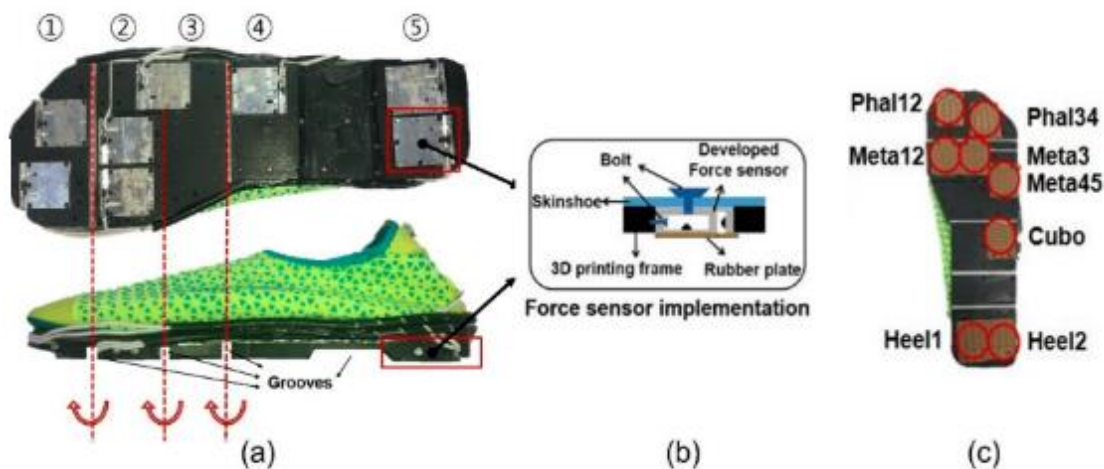 ① ② ③ ④ ⑤
Grooves
(a)
Bolt
Developed
Force sensor
Skinshoe
3D printing frame
Rubber plate
Force sensor implementation
(b)
Phal12
Phal34
Meta12
Meta3
Meta45
Cubo
Heel1
Heel2
(c)